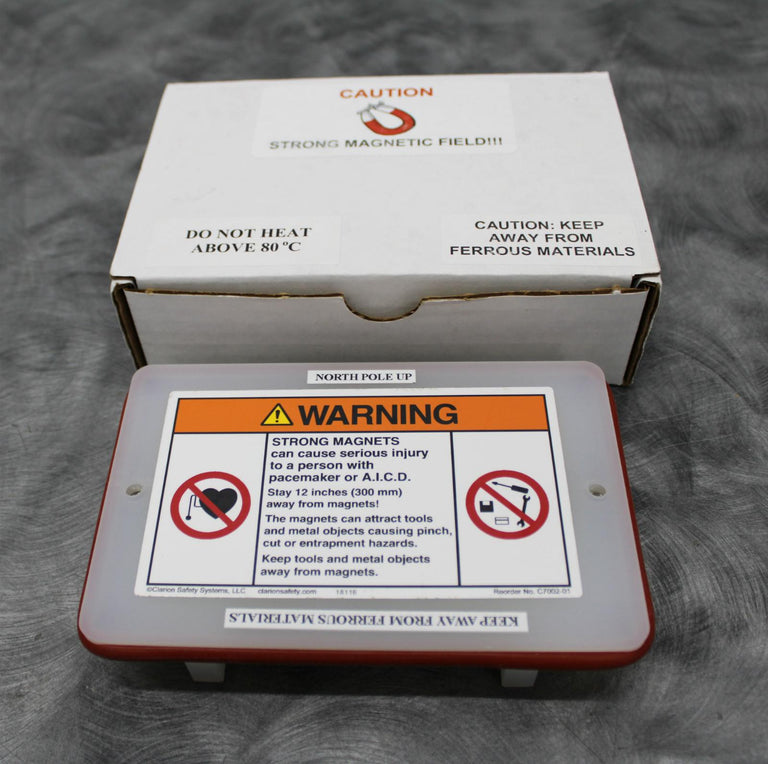 CAUTION
STRONG MAGNETIC FIELD!!!
DO NOT HEAT
ABOVE 80 °C
CAUTION: KEEP
AWAY FROM
FERROUS MATERIALS
NORTH POLE UP
WARNING
STRONG MAGNETS
can cause serious injury
to a person with
pacemaker or A.I.C.D.
Stay 12 inches (300 mm)
away from magnets!
The magnets can attract tools
and metal objects causing pinch,
cut or entrapment hazards.
Keep tools and metal objects
away from magnets.
©Clarion Safety Systems, LLC clarionsafety.com 18116 Reorder No. C7002-01
KEEP AWAY FROM FERROUS MATERIALS